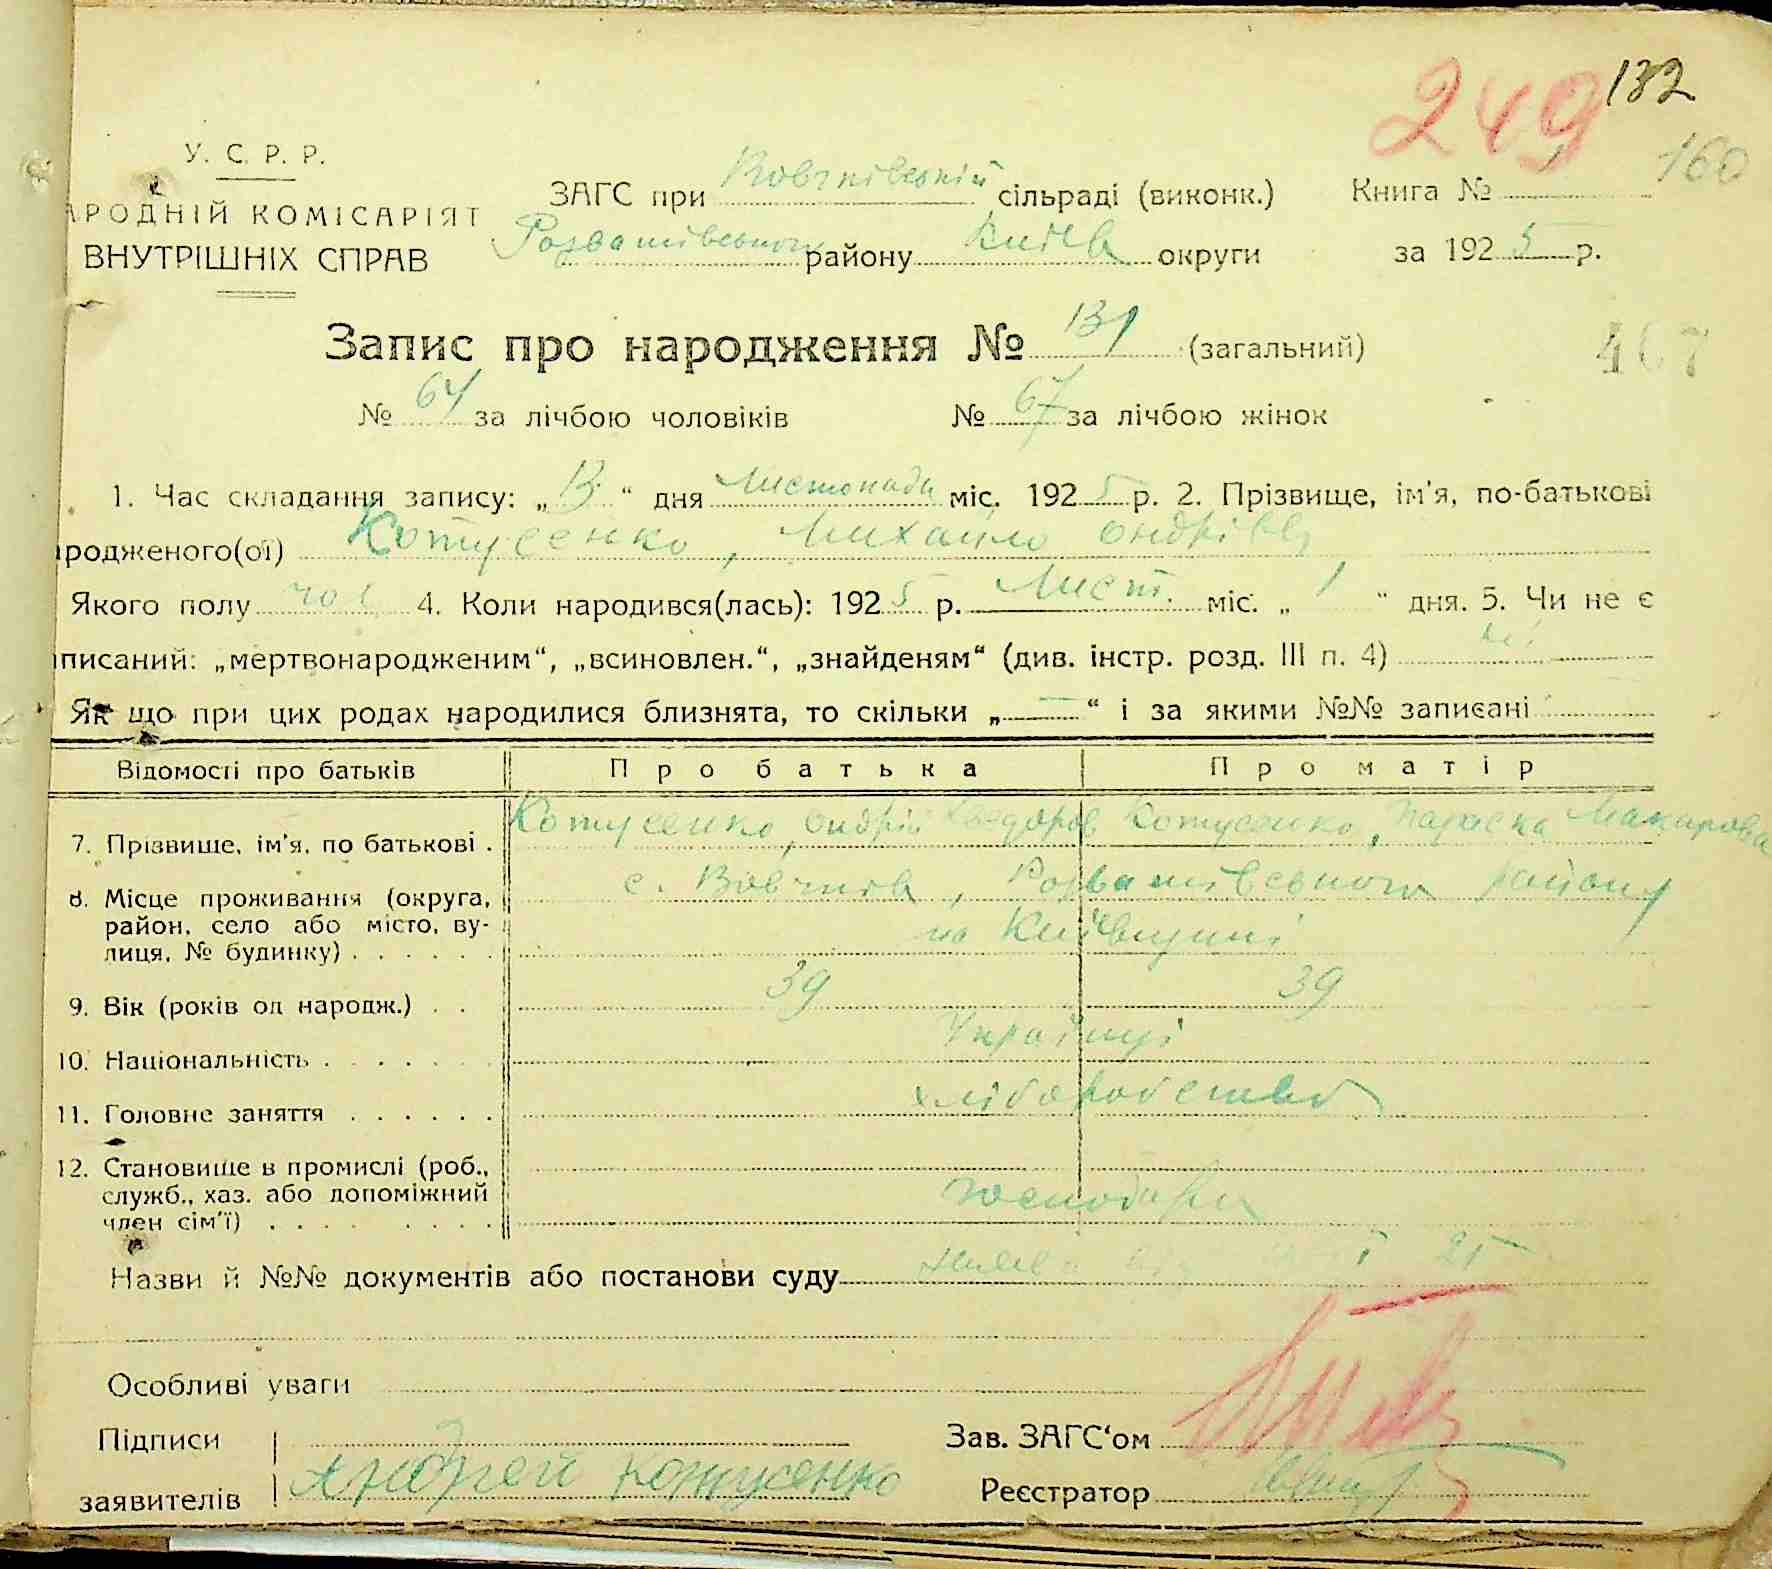 249 132
160
У. С. Р. Р.
АРОДНІЙ КОМІСАРІЯТ
ВНУТРІШНІХ СПРАВ
ЗАГС при Вовчківській сільраді (виконк.) Книга №
Розважівського району Київ округи за 1925 р.
Запис про народження № 131 (загальний)
467
№ 64 за лічбою чоловіків № 67 за лічбою жінок
1. Час складання запису: „13“ дня Листопада міс. 1925 р. 2. Прізвище, ім'я, по-батькові
родженого(ої) Котусенко, Михайло Ондрієв
Якого полу чол 4. Коли народився(лась): 1925 р. Лист. міс. „1“ дня. 5. Чи не є
писаний: „мертвонародженим“, „всиновлен.“, „знайденям“ (див. інстр. розд. III п. 4) ні
Як що при цих родах народилися близнята, то скільки „—“ і за якими №№ записані
Відомості про батьків Про батька Про матір
7. Прізвище, ім'я, по батькові . Котусенко, Ондрій Федоров Котусенко, Параска Макарова
8. Місце проживання (округа, район, село або місто, вулиця, № будинку) . . . . . . с. Вовчків, Розважівського району
на Київщині
9. Вік (років од народж.) . . 39 39
10. Національність . . . . . . Українці
11. Головне заняття . . . . . . хліборобство
12. Становище в промислі (роб.,
служб., хаз. або допоміжний
член сім'ї) . . . . . . . . Господарі
Назви й №№ документів або постанови суду
Особливі уваги
Підписи
заявителів Андрей Котусенко
Зав. ЗАГС'ом
Реєстратор